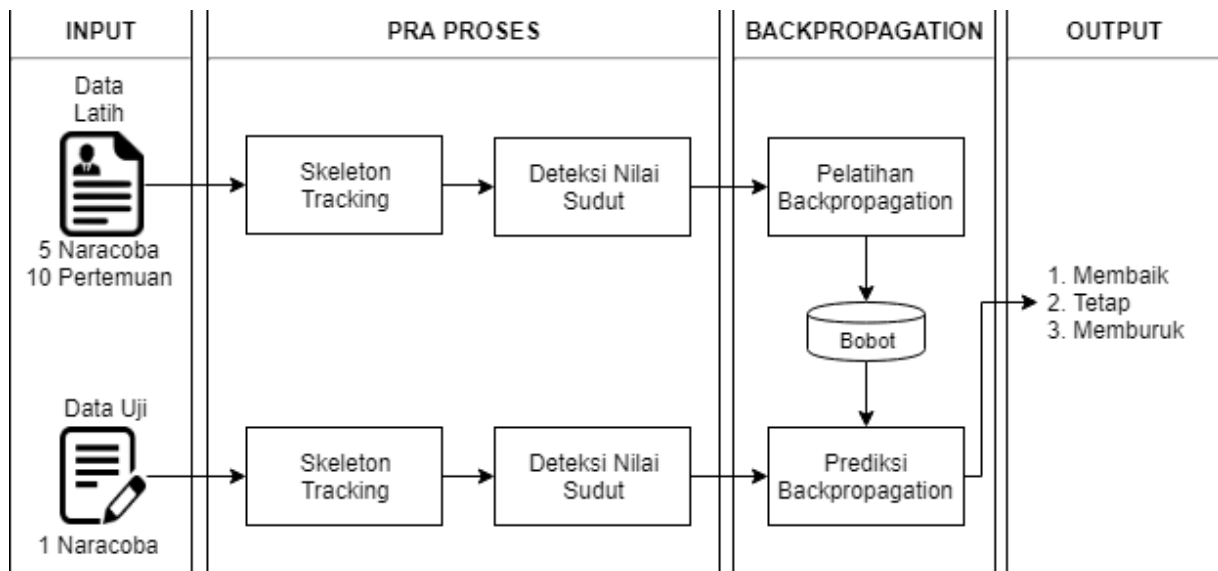 INPUT
PRA PROSES
BACKPROPAGATION
OUTPUT
Data
Latih
5 Naracoba
10 Pertemuan
Skeleton
Tracking
Deteksi Nilai
Sudut
Pelatihan
Backpropagation
Bobot
1. Membaik
2. Tetap
3. Memburuk
Data Uji
1 Naracoba
Skeleton
Tracking
Deteksi Nilai
Sudut
Prediksi
Backpropagation